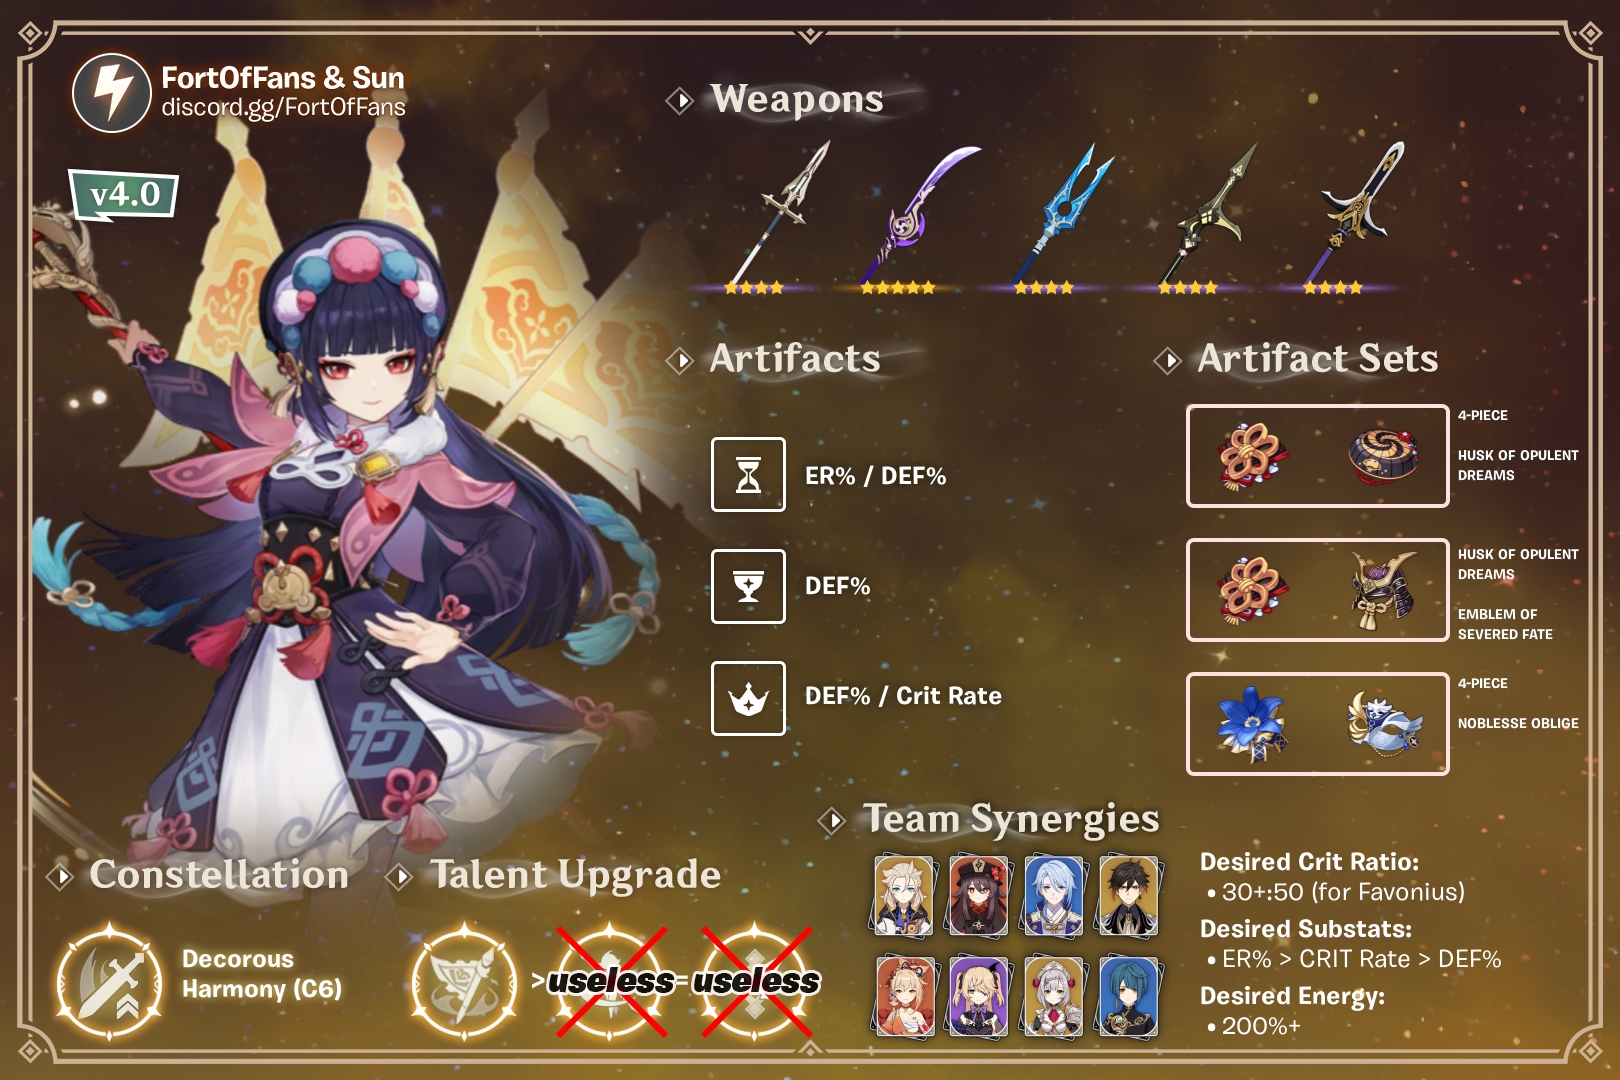 FortOfFans & Sun
discord.gg/FortOfFans
v4.0
Weapons
Artifacts
ER% / DEF%
DEF%
DEF% / Crit Rate
Artifact Sets
4-PIECE
HUSK OF OPULENT
DREAMS
HUSK OF OPULENT
DREAMS
EMBLEM OF
SEVERED FATE
4-PIECE
NOBLESSE OBLIGE
Constellation
Decorous
Harmony (C6)
Talent Upgrade
> useless = useless
Team Synergies
Desired Crit Ratio:
• 30+:50 (for Favonius)
Desired Substats:
• ER% > CRIT Rate > DEF%
Desired Energy:
• 200%+